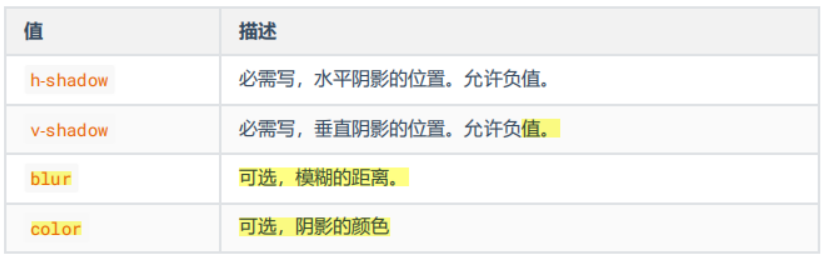 值 描述
h-shadow 必需写，水平阴影的位置。允许负值。
v-shadow 必需写，垂直阴影的位置。允许负值。
blur 可选，模糊的距离。
color 可选，阴影的颜色